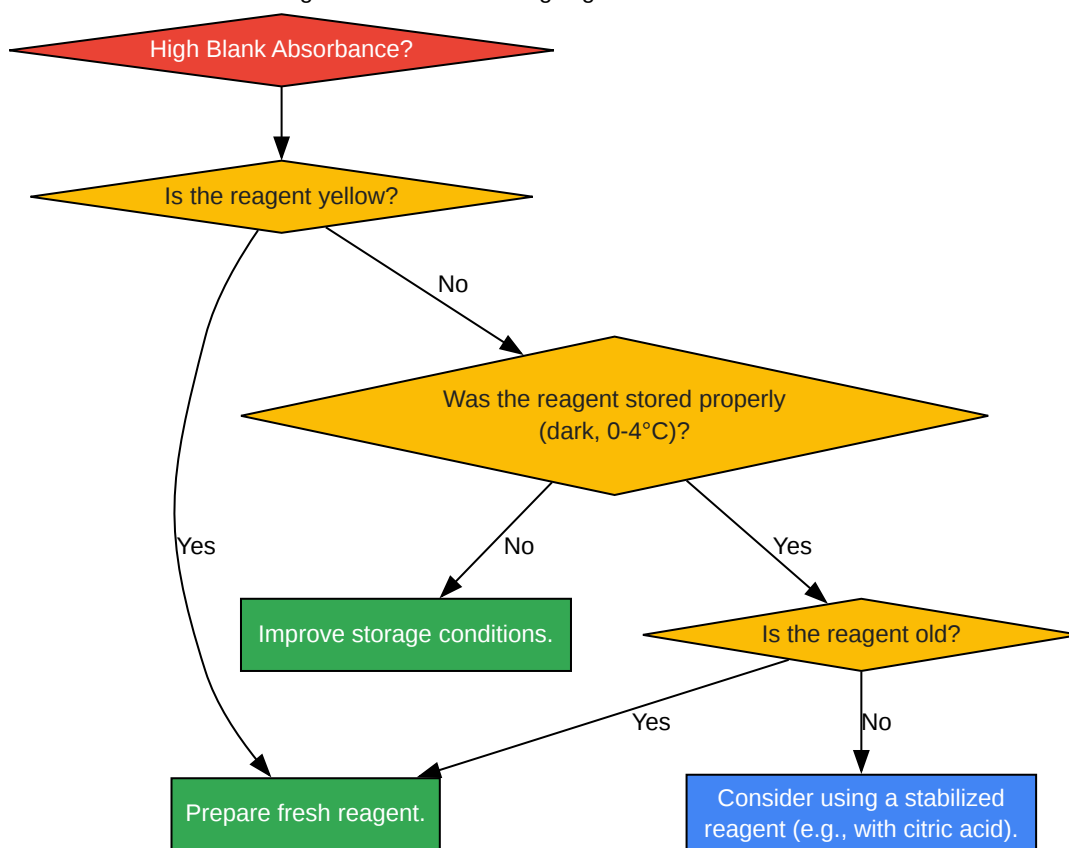 High Blank Absorbance?
Is the reagent yellow?
No
Was the reagent stored properly
(dark, 0-4°C)?
Yes
No
Yes
Improve storage conditions.
Is the reagent old?
Yes
No
Prepare fresh reagent.
Consider using a stabilized
reagent (e.g., with citric acid).